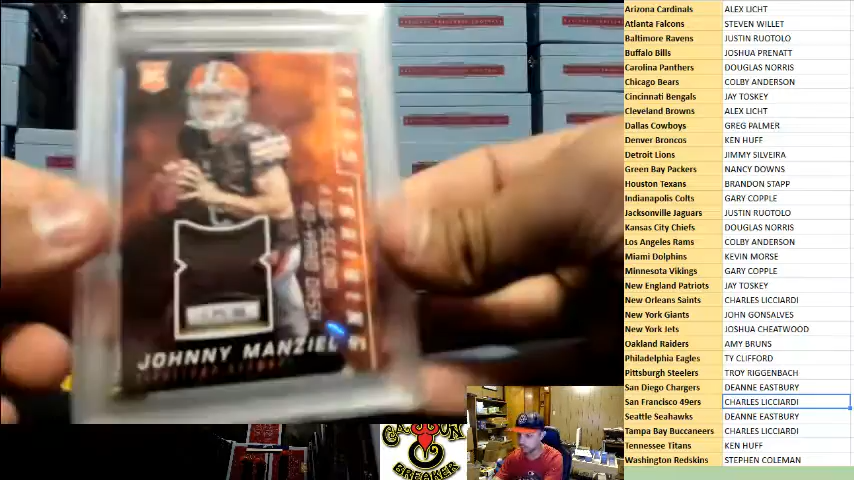 RC
JOHNNY MANZIEL
CAJUN
BREAKER
Arizona Cardinals ALEX LICHT
Atlanta Falcons STEVEN WILLET
Baltimore Ravens JUSTIN RUOTOLO
Buffalo Bills JOSHUA PRENATT
Carolina Panthers DOUGLAS NORRIS
Chicago Bears COLBY ANDERSON
Cincinnati Bengals JAY TOSKEY
Cleveland Browns ALEX LICHT
Dallas Cowboys GREG PALMER
Denver Broncos KEN HUFF
Detroit Lions JIMMY SILVEIRA
Green Bay Packers NANCY DOWNS
Houston Texans BRANDON STAPP
Indianapolis Colts GARY COPPLE
Jacksonville Jaguars JUSTIN RUOTOLO
Kansas City Chiefs DOUGLAS NORRIS
Los Angeles Rams COLBY ANDERSON
Miami Dolphins KEVIN MORSE
Minnesota Vikings GARY COPPLE
New England Patriots JAY TOSKEY
New Orleans Saints CHARLES LICCIARDI
New York Giants JOHN GONSALVES
New York Jets JOSHUA CHEATWOOD
Oakland Raiders AMY BRUNS
Philadelphia Eagles TY CLIFFORD
Pittsburgh Steelers TROY RIGGENBACH
San Diego Chargers DEANNE EASTBURY
San Francisco 49ers CHARLES LICCIARDI
Seattle Seahawks DEANNE EASTBURY
Tampa Bay Buccaneers CHARLES LICCIARDI
Tennessee Titans KEN HUFF
Washington Redskins STEPHEN COLEMAN